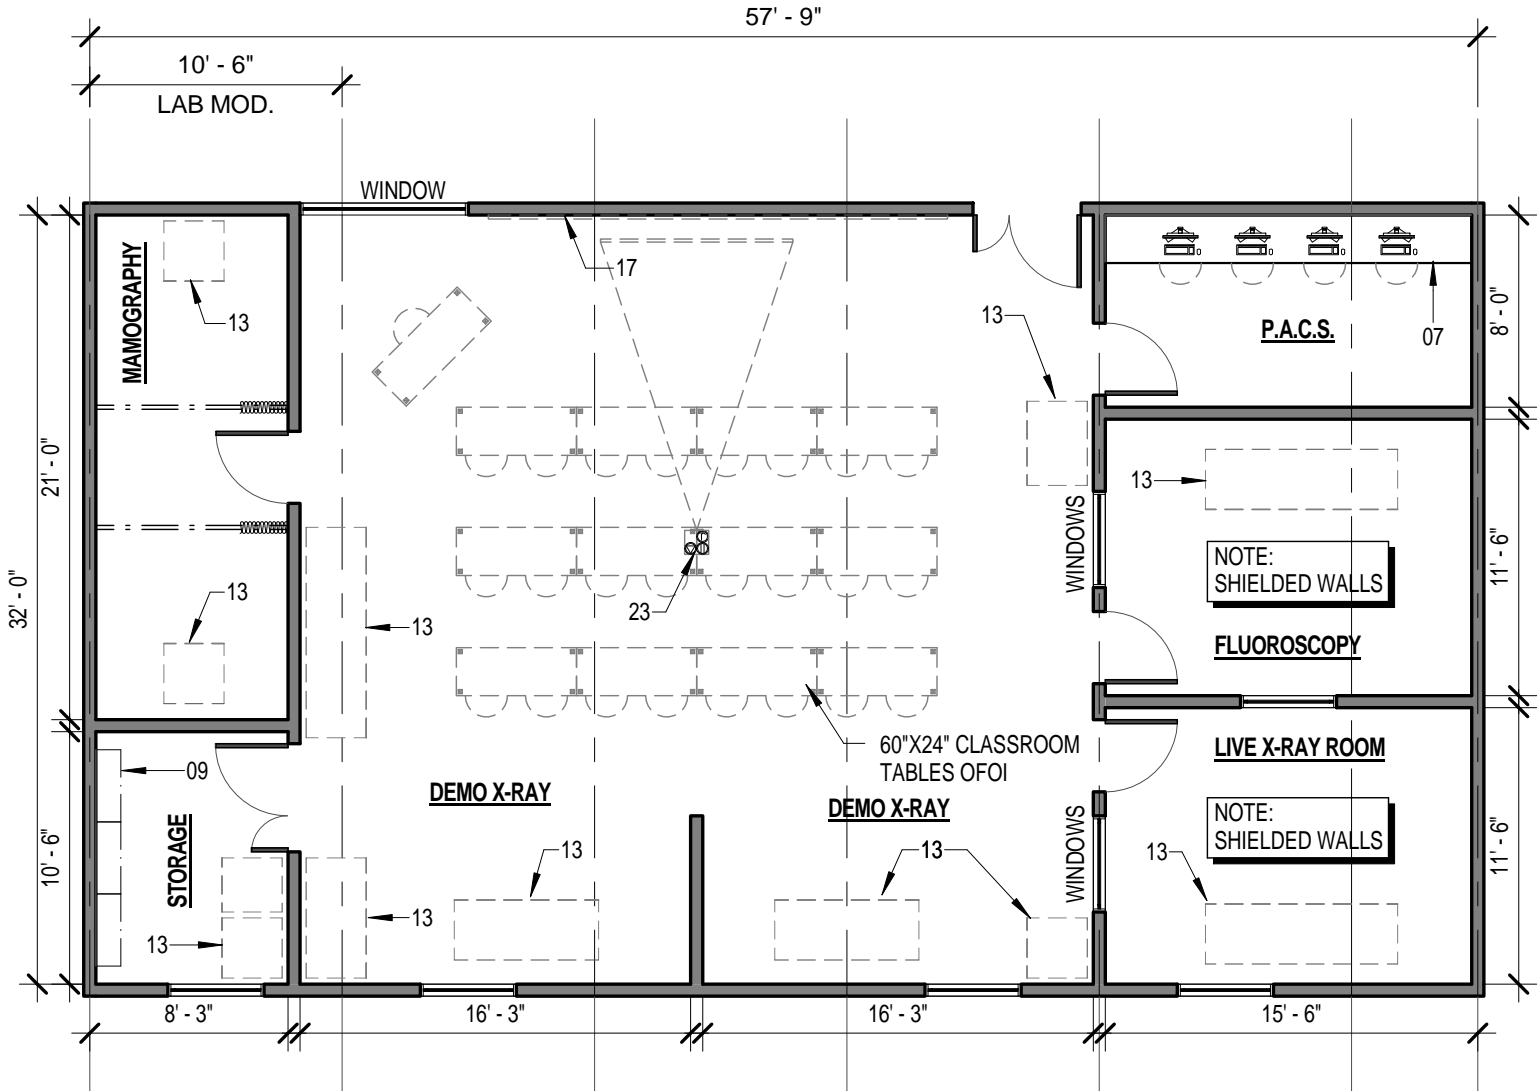 57' - 9"
10' - 6"
LAB MOD.
WINDOW
17
13
MAMOGRAPHY
13
P.A.C.S.
07
8' - 0"
21' - 0"
32' - 0"
13
WINDOWS
NOTE:
SHIELDED WALLS
11' - 6"
13
23
13
FLUOROSCOPY
60"X24" CLASSROOM
TABLES OFOI
LIVE X-RAY ROOM
09
DEMO X-RAY
DEMO X-RAY
NOTE:
SHIELDED WALLS
10' - 6"
STORAGE
13
13
WINDOWS
13
11' - 6"
13
13
8' - 3"
16' - 3"
16' - 3"
15' - 6"